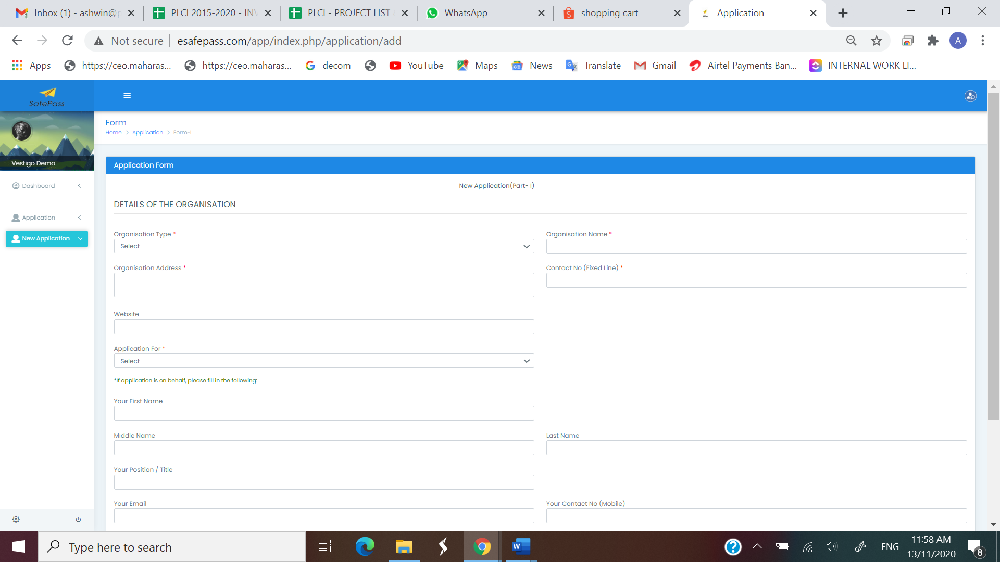 Inbox (1) - ashwin@p
PLCI 2015-2020 - INV
PLCI - PROJECT LIST
WhatsApp
shopping cart
Application
Not secure
esafepass.com/app/index.php/application/add
A
Apps
https://ceo.maharas...
https://ceo.maharas...
decom
YouTube
Maps
News
Translate
Gmail
Airtel Payments Ban...
INTERNAL WORK LI...
SafePass
Form
Home > Application > Form-I
Vestigo Demo
Dashboard
Application
New Application
Application Form
New Application(Part- I)
DETAILS OF THE ORGANISATION
Organisation Type *
Organisation Name *
Select
Organisation Address *
Contact No (Fixed Line) *
Website
Application For *
Select
*If application is on behalf, please fill in the following:
Your First Name
Middle Name
Last Name
Your Position / Title
Your Email
Your Contact No (Mobile)
Type here to search
ENG
11:58 AM
13/11/2020
8